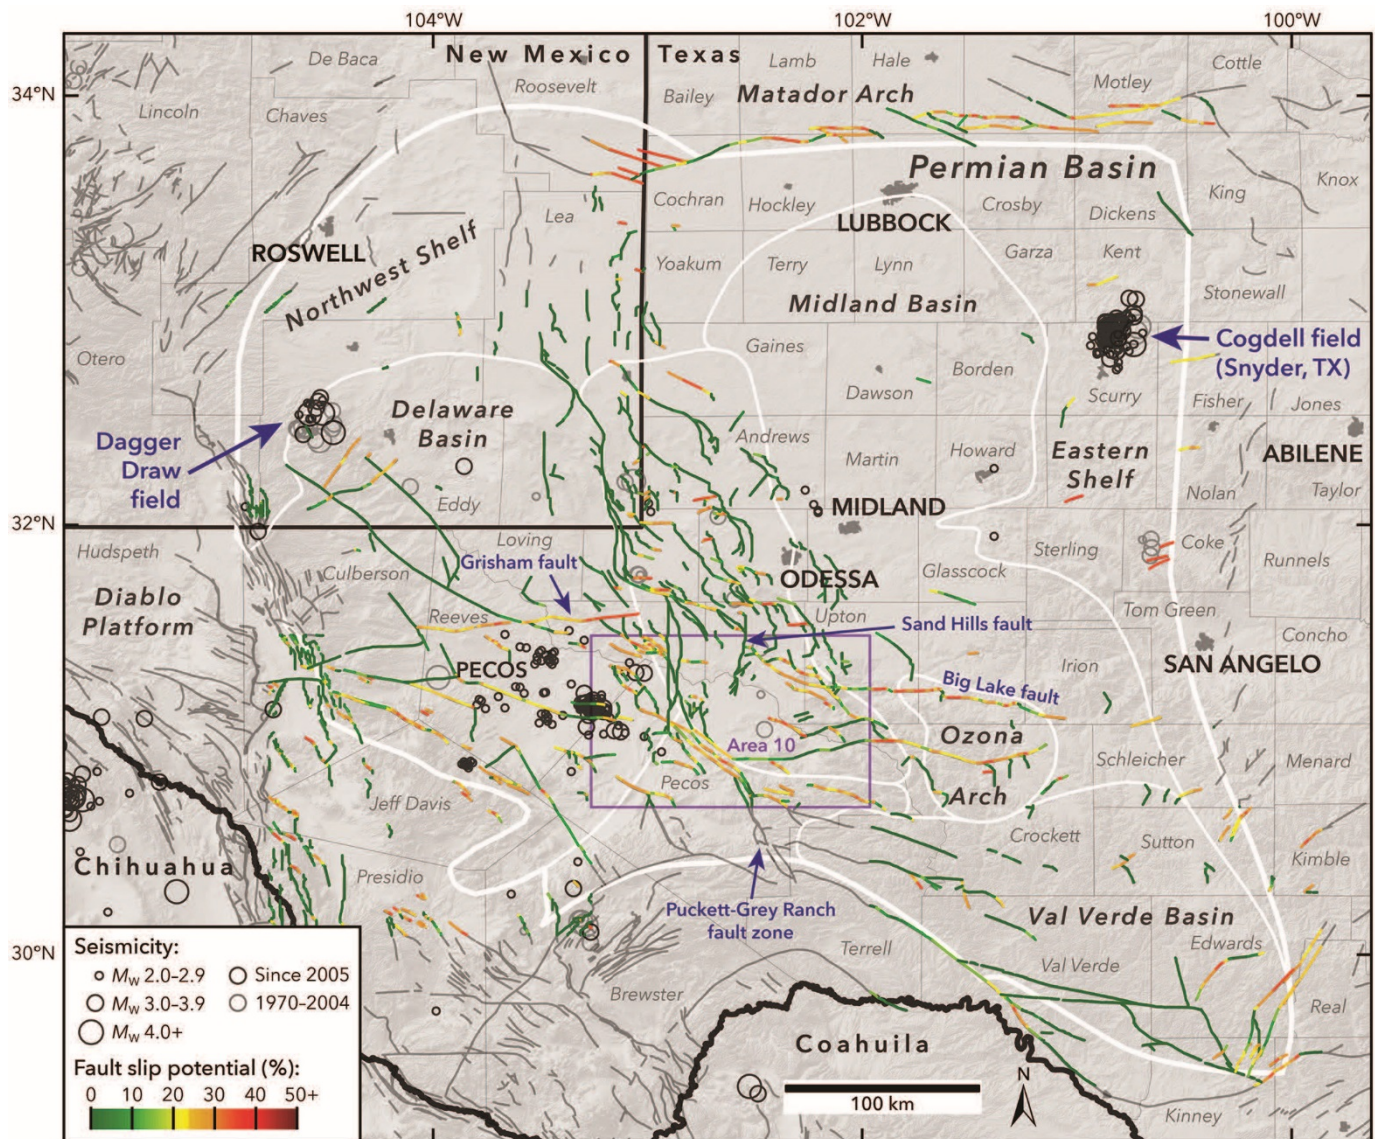 104°W
102°W
100°W
34°N
32°N
30°N
New Mexico
Texas
De Baca
Roosevelt
Lamb
Hale
Cottle
Motley
Bailey
Matador Arch
Lincoln
Chaves
Permian Basin
Cochran
Hockley
LUBBOCK
Crosby
Dickens
King
Knox
Lea
ROSWELL
Northwest Shelf
Yoakum
Terry
Lynn
Garza
Kent
Stonewall
Midland Basin
Otero
Gaines
Cogdell field
(Snyder, TX)
Dawson
Borden
Scurry
Fisher
Jones
Delaware
Basin
Dagger
Draw
field
Andrews
Martin
Howard
Eastern
Shelf
ABILENE
Eddy
MIDLAND
Nolan
Taylor
Hudspeth
Loving
Grisham fault
Culberson
ODESSA
Glasscock
Sterling
Coke
Runnels
Diablo
Platform
Reeves
Upton
Sand Hills fault
Tom Green
Concho
PECOS
Irion
SAN ANGELO
Big Lake fault
Area 10
Ozona
Arch
Schleicher
Menard
Pecos
Jeff Davis
Crockett
Sutton
Kimble
Chihuahua
Presidio
Puckett-Grey Ranch
fault zone
Val Verde Basin
Terrell
Val Verde
Edwards
Real
Brewster
Coahuila
Kinney
N
100 km
Seismicity:
Mw 2.0–2.9
Since 2005
Mw 3.0–3.9
1970–2004
Mw 4.0+
Fault slip potential (%):
0 10 20 30 40 50+